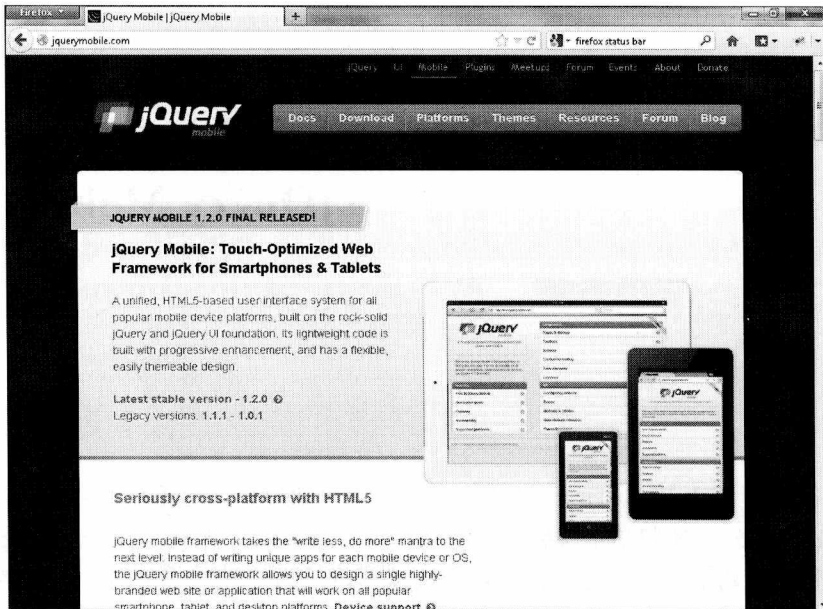 Firefox
jQuery Mobile | jQuery Mobile
+
jquerymobile.com
firefox status bar
jQuery UI Mobile Plugins Meetups Forum Events About Donate
jQuery
mobile
Docs Download Platforms Themes Resources Forum Blog
JQUERY MOBILE 1.2.0 FINAL RELEASED!
jQuery Mobile: Touch-Optimized Web
Framework for Smartphones & Tablets
A unified, HTML5-based user interface system for all
popular mobile device platforms, built on the rock-solid
jQuery and jQuery UI foundation. Its lightweight code is
built with progressive enhancement, and has a flexible,
easily themeable design.
Latest stable version - 1.2.0
Legacy versions: 1.1.1 - 1.0.1
jQuery
jQuery
jQuery
Seriously cross-platform with HTML5
jQuery mobile framework takes the "write less, do more" mantra to the
next level. Instead of writing unique apps for each mobile device or OS,
the jQuery mobile framework allows you to design a single highly-
branded web site or application that will work on all popular
smartphone, tablet, and desktop platforms. Device support